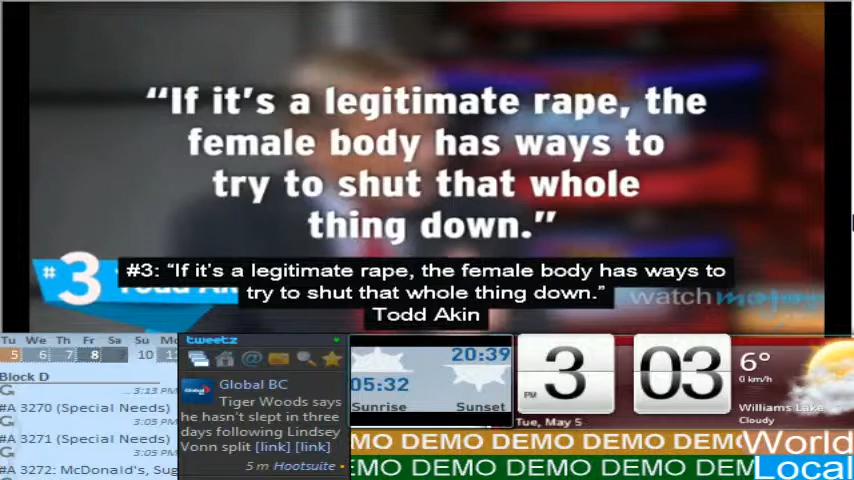 “If it's a legitimate rape, the
female body has ways to
try to shut that whole
thing down.”
#3
#3: “If it's a legitimate rape, the female body has ways to
try to shut that whole thing down.”
Todd Akin
watchmojo
Tu We Th Fr Sa Su Mo
5 6 7 8 9 10 11
Block D
... 3:13 PM
#A 3270 (Special Needs)
3:05 PM
#A 3271 (Special Needs)
3:05 PM
#A 3272: McDonald's, Sug
tweetz
Global BC
Tiger Woods says
he hasn't slept in three
days following Lindsey
Vonn split [link] [link]
5 m Hootsuite
20:39
05:32
Sunrise Sunset
PM
3 03
Tue, May 5
6°
0 km/h
Williams Lake
Cloudy
MO DEMO DEMO DEMO DEMO DEMO
World
EMO DEMO DEMO DEMO DEMO DEM
Local